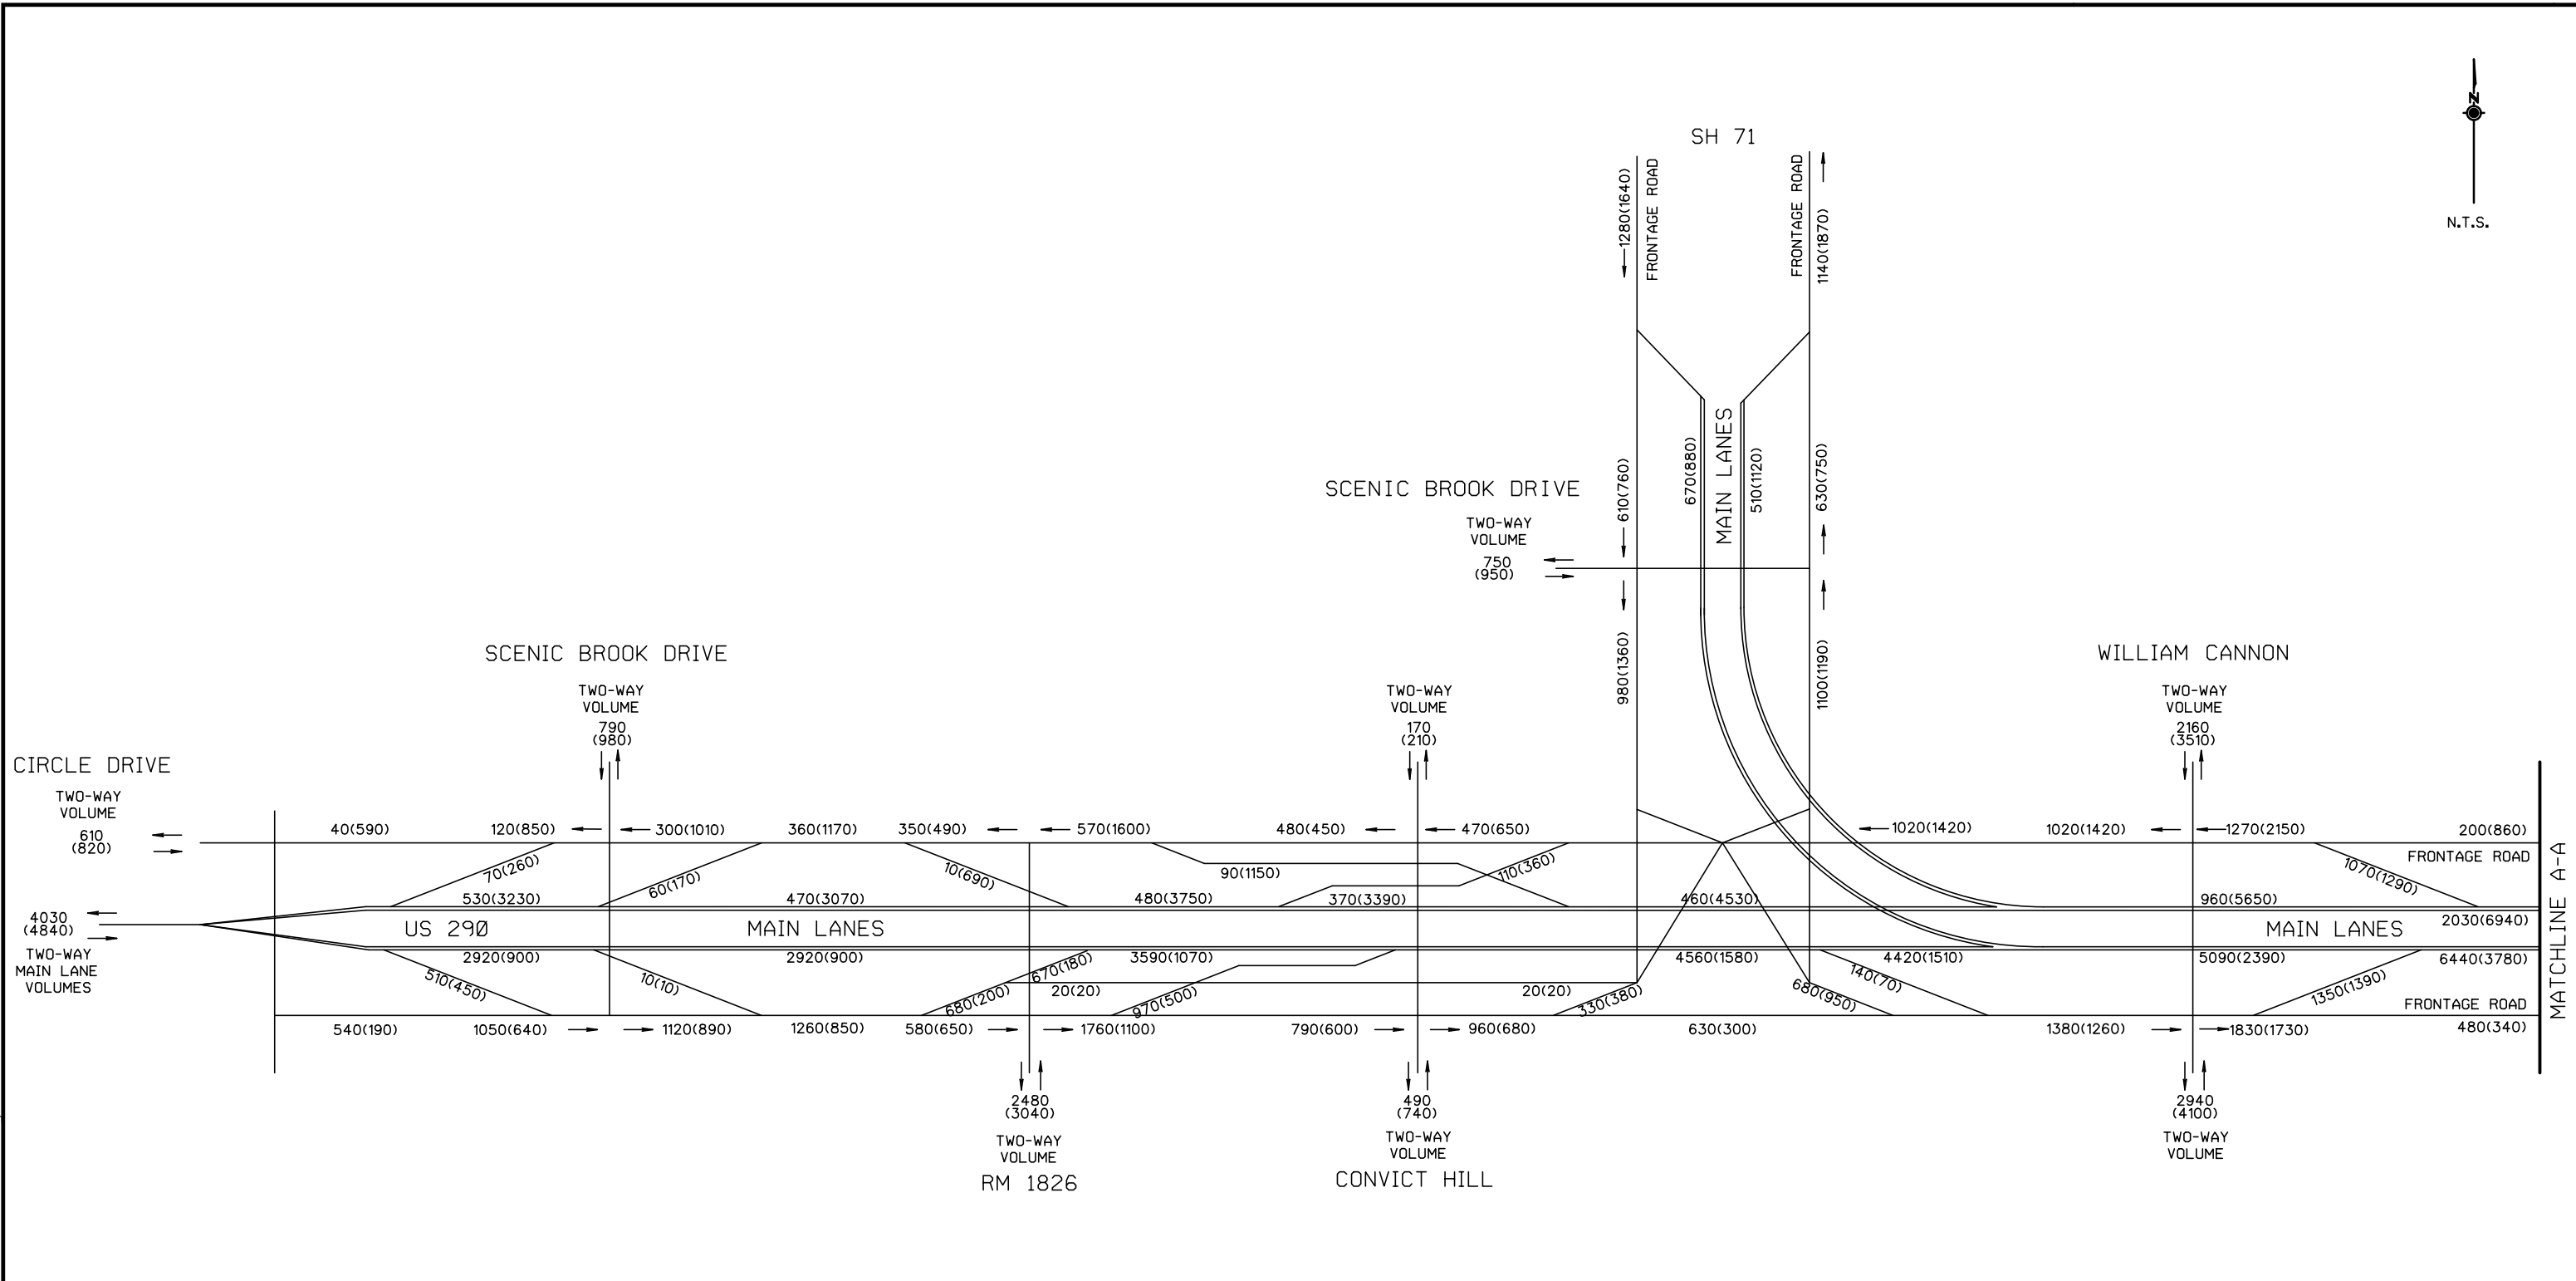 SH 71
N
N.T.S.
1280(1640)
FRONTAGE ROAD
FRONTAGE ROAD
1140(1870)
MAIN LANES
670(880)
510(1120)
610(760)
630(750)
SCENIC BROOK DRIVE
TWO-WAY
VOLUME
750
(950)
980(1360)
1100(1190)
SCENIC BROOK DRIVE
TWO-WAY
VOLUME
790
(980)
TWO-WAY
VOLUME
170
(210)
WILLIAM CANNON
TWO-WAY
VOLUME
2160
(3510)
CIRCLE DRIVE
TWO-WAY
VOLUME
610
(820)
40(590)
120(850)
300(1010)
360(1170)
350(490)
570(1600)
480(450)
470(650)
1020(1420)
1020(1420)
1270(2150)
200(860)
FRONTAGE ROAD
70(260)
60(170)
10(690)
90(1150)
110(360)
1070(1290)
530(3230)
470(3070)
480(3750)
370(3390)
460(4530)
960(5650)
2030(6940)
4030
(4840)
TWO-WAY
MAIN LANE
VOLUMES
US 290
MAIN LANES
MAIN LANES
MATCHLINE A-A
2920(900)
2920(900)
3590(1070)
4560(1580)
4420(1510)
5090(2390)
6440(3780)
510(450)
10(10)
680(200)
670(180)
20(20)
970(500)
20(20)
330(380)
680(950)
140(70)
1350(1390)
FRONTAGE ROAD
540(190)
1050(640)
1120(890)
1260(850)
580(650)
1760(1100)
790(600)
960(680)
630(300)
1380(1260)
1830(1730)
480(340)
2480
(3040)
TWO-WAY
VOLUME
RM 1826
490
(740)
TWO-WAY
VOLUME
CONVICT HILL
2940
(4100)
TWO-WAY
VOLUME